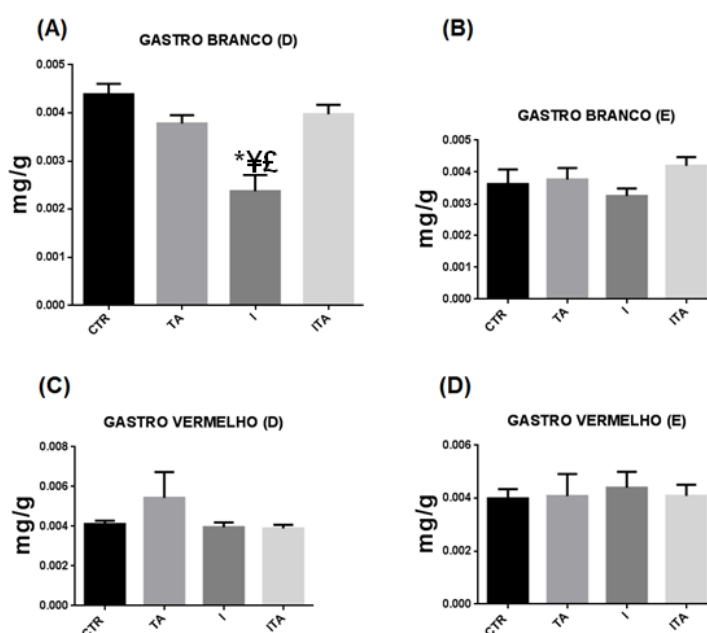 (A)
GASTRO BRANCO (D)
mg/g
0.005
0.004
0.003
0.002
0.001
0.000
*¥£
CTR
TA
I
ITA
(B)
GASTRO BRANCO (E)
mg/g
0.005
0.004
0.003
0.002
0.001
0.000
CTR
TA
I
ITA
(C)
GASTRO VERMELHO (D)
mg/g
0.008
0.006
0.004
0.002
0.000
CTR
TA
I
ITA
(D)
GASTRO VERMELHO (E)
mg/g
0.006
0.004
0.002
0.000
CTR
TA
I
ITA